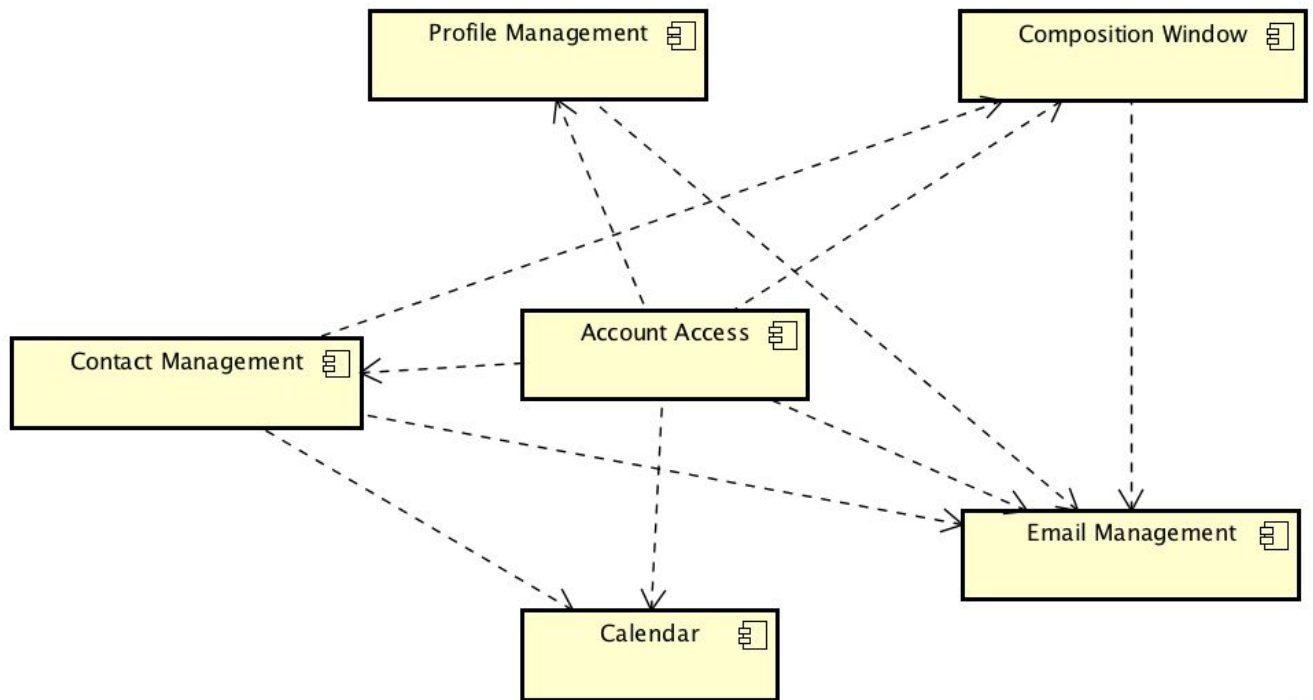 Profile Management
Composition Window
Account Access
Contact Management
Email Management
Calendar